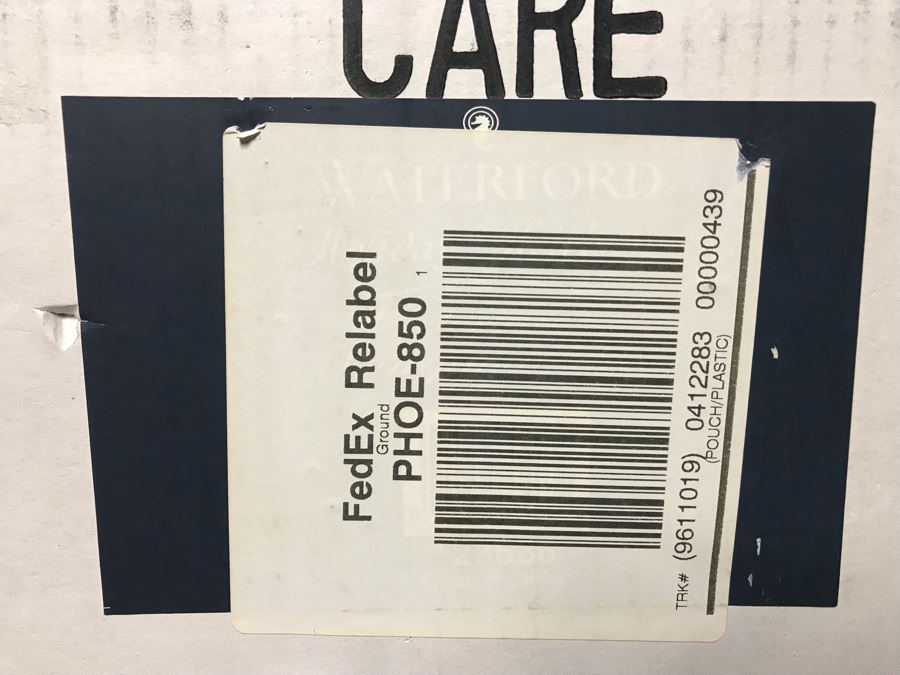 CARE
WATERFORD
FedEx Relabel
Ground
PHOE-850
1
TRK# (9611019) 0412283 00000439
(POUCH/PLASTIC)